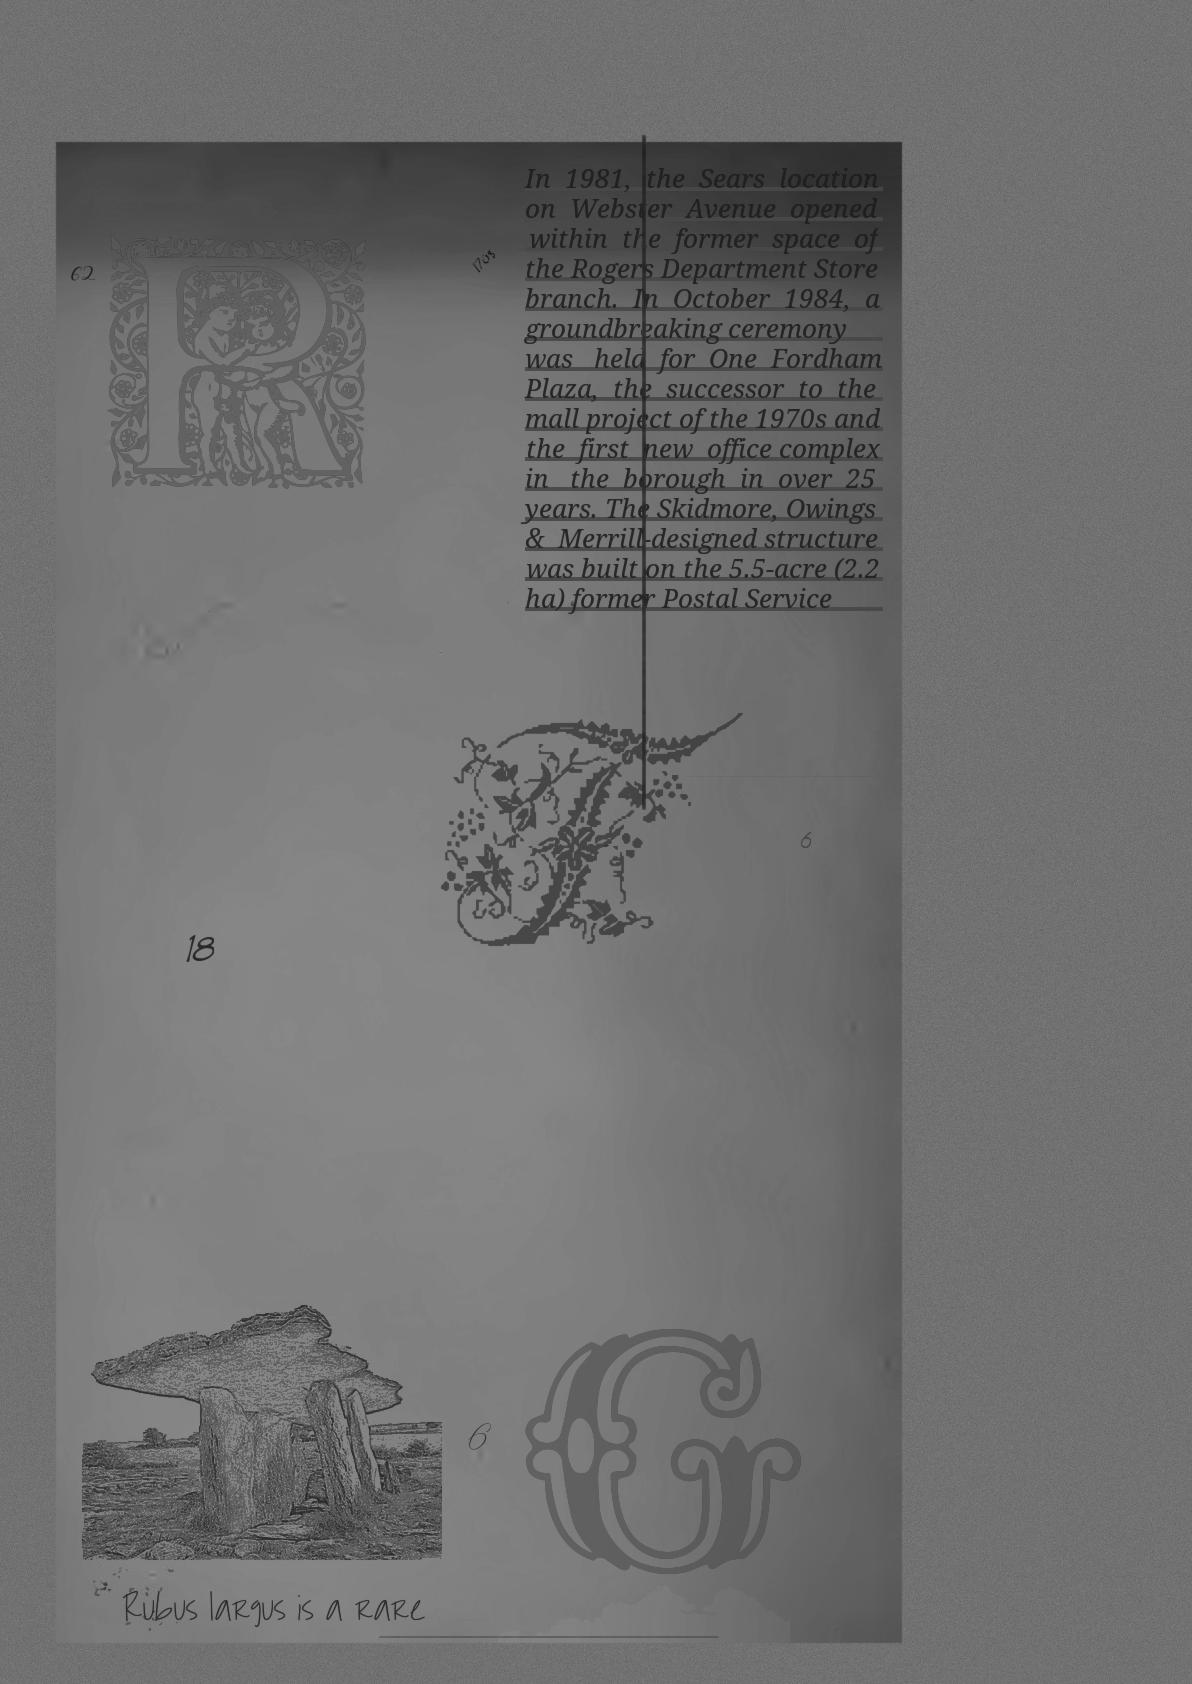 In 1981, the Sears location
on Webster Avenue opened
within the former space of
the Rogers Department Store
branch. In October 1984, a
groundbreaking ceremony
was held for One Fordham
Plaza, the successor to the
mall project of the 1970s and
the first new office complex
in the borough in over 25
years. The Skidmore, Owings
& Merrill-designed structure
was built on the 5.5-acre (2.2
ha) former Postal Service
62
1708
R
6
18
6
G
Rubus largus is a rare